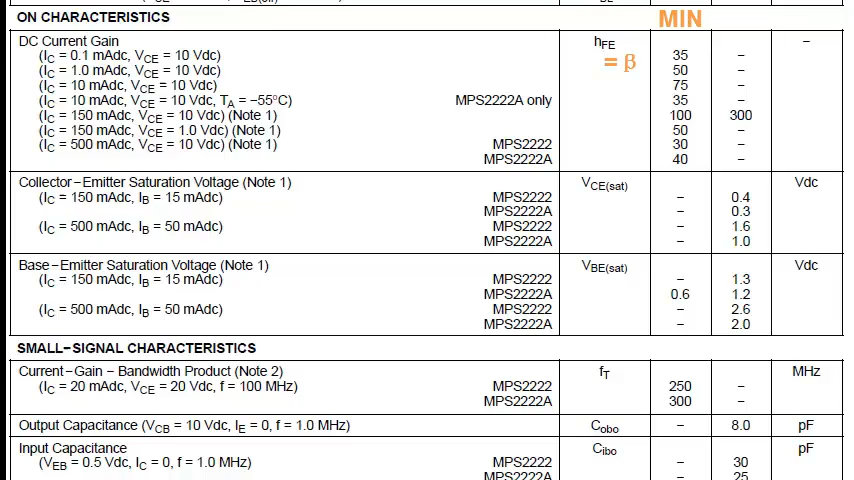 ON CHARACTERISTICS MIN
DC Current Gain hFE –
(IC = 0.1 mAdc, VCE = 10 Vdc) = β 35 –
(IC = 1.0 mAdc, VCE = 10 Vdc) 50 –
(IC = 10 mAdc, VCE = 10 Vdc) 75 –
(IC = 10 mAdc, VCE = 10 Vdc, TA = −55°C) MPS2222A only 35 –
(IC = 150 mAdc, VCE = 10 Vdc) (Note 1) 100 300
(IC = 150 mAdc, VCE = 1.0 Vdc) (Note 1) 50 –
(IC = 500 mAdc, VCE = 10 Vdc) (Note 1) MPS2222 30 –
MPS2222A 40 –
Collector−Emitter Saturation Voltage (Note 1) VCE(sat) Vdc
(IC = 150 mAdc, IB = 15 mAdc) MPS2222 – 0.4
MPS2222A – 0.3
(IC = 500 mAdc, IB = 50 mAdc) MPS2222 – 1.6
MPS2222A – 1.0
Base−Emitter Saturation Voltage (Note 1) VBE(sat) Vdc
(IC = 150 mAdc, IB = 15 mAdc) MPS2222 – 1.3
MPS2222A 0.6 1.2
(IC = 500 mAdc, IB = 50 mAdc) MPS2222 – 2.6
MPS2222A – 2.0
SMALL−SIGNAL CHARACTERISTICS
Current−Gain − Bandwidth Product (Note 2) fT MHz
(IC = 20 mAdc, VCE = 20 Vdc, f = 100 MHz) MPS2222 250 –
MPS2222A 300 –
Output Capacitance (VCB = 10 Vdc, IE = 0, f = 1.0 MHz) Cobo – 8.0 pF
Input Capacitance Cibo pF
(VEB = 0.5 Vdc, IC = 0, f = 1.0 MHz) MPS2222 – 30
MPS2222A – 25